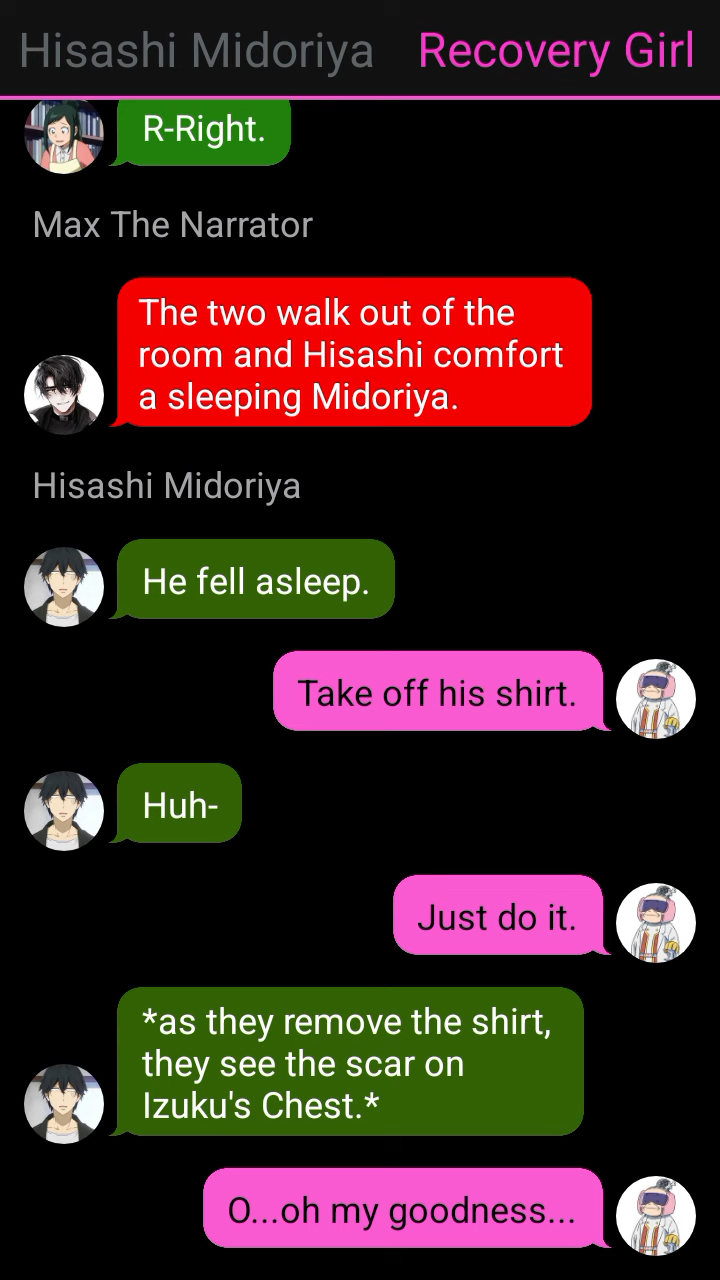 Hisashi Midoriya Recovery Girl
R-Right.
Max The Narrator
The two walk out of the
room and Hisashi comfort
a sleeping Midoriya.
Hisashi Midoriya
He fell asleep.
Take off his shirt.
Huh-
Just do it.
*as they remove the shirt,
they see the scar on
Izuku's Chest.*
O...oh my goodness...